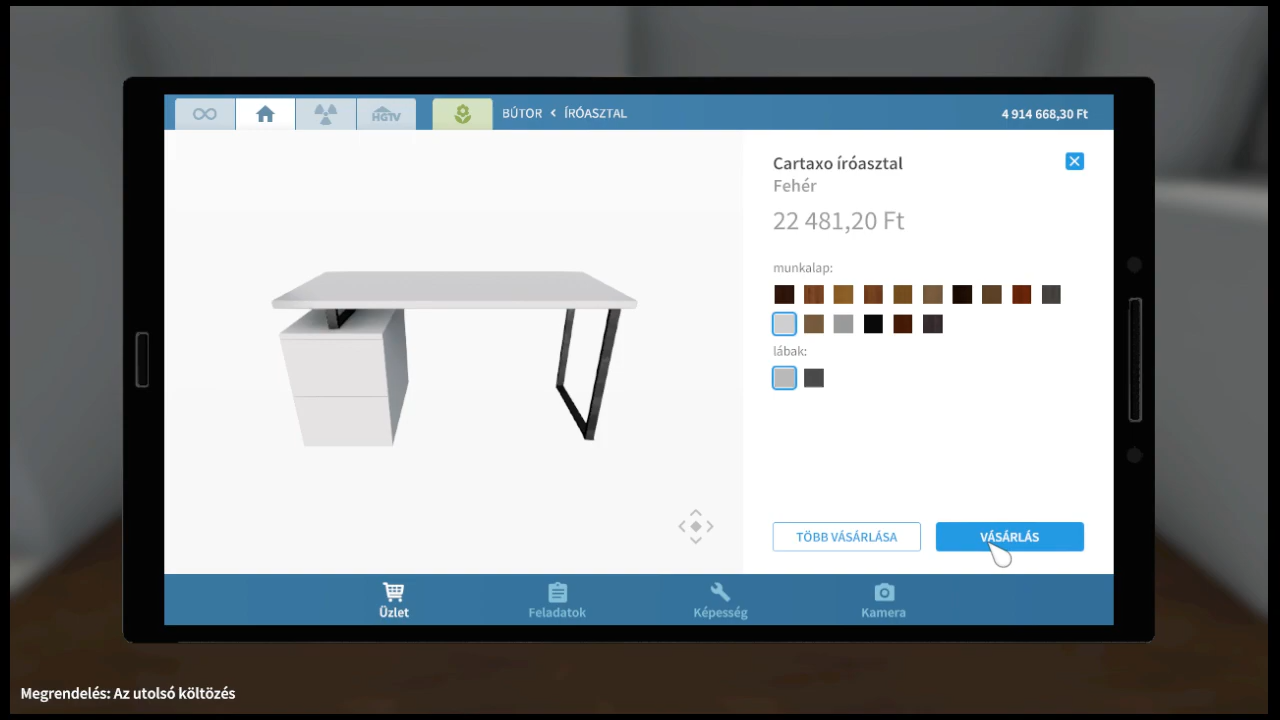 HGTV
BÚTOR < ÍRÓASZTAL
4 914 668,30 Ft
Cartaxo íróasztal
Fehér
22 481,20 Ft
munkalap:
lábak:
TÖBB VÁSÁRLÁSA
VÁSÁRLÁS
Üzlet
Feladatok
Képesség
Kamera
Megrendelés: Az utolsó költözés